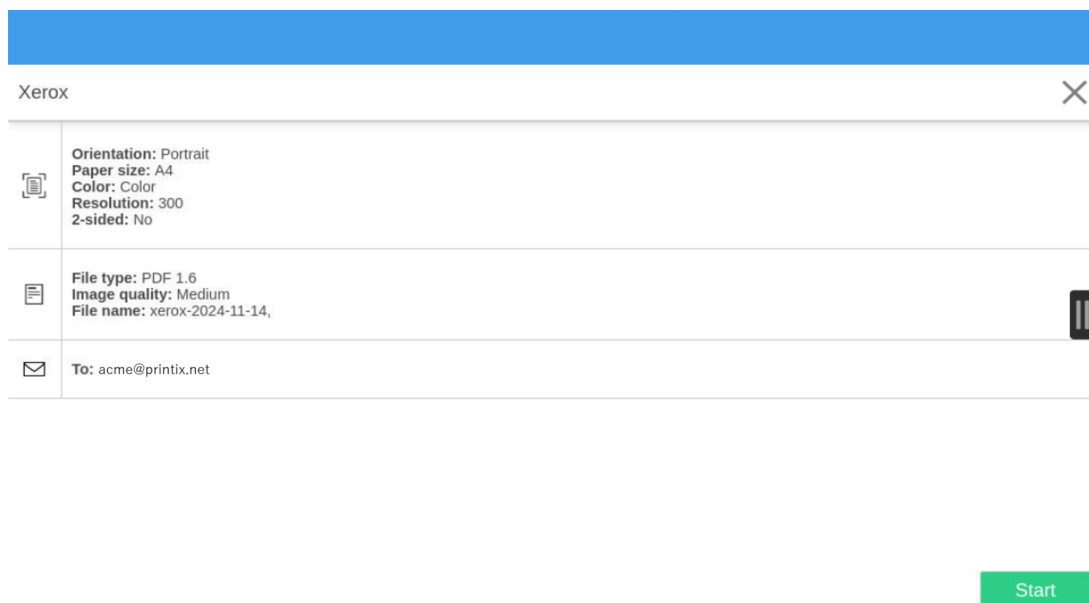 Xerox
Orientation: Portrait
Paper size: A4
Color: Color
Resolution: 300
2-sided: No
File type: PDF 1.6
Image quality: Medium
File name: xerox-2024-11-14,
To: acme@printix.net
Start